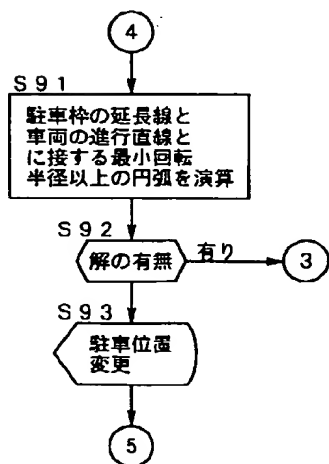 4
S91
駐車枠の延長線と
車両の進行直線と
に接する最小回転
半径以上の円弧を演算
S92
解の有無
有り
3
S93
駐車位置
変更
5